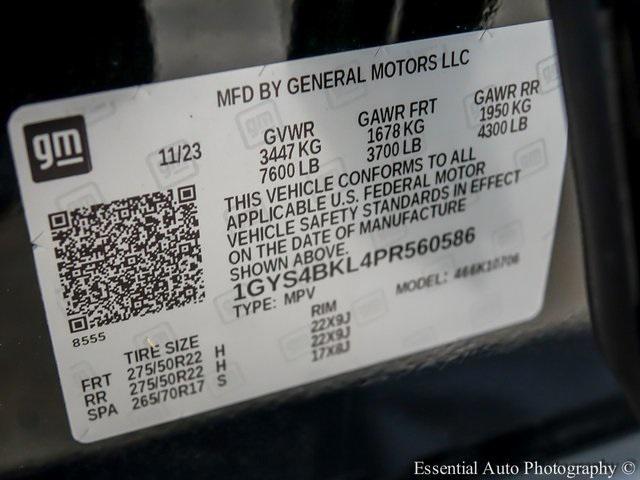 MFD BY GENERAL MOTORS LLC
gm
11/23
GVWR
3447 KG
7600 LB
GAWR FRT
1678 KG
3700 LB
GAWR RR
1950 KG
4300 LB
THIS VEHICLE CONFORMS TO ALL
APPLICABLE U.S. FEDERAL MOTOR
VEHICLE SAFETY STANDARDS IN EFFECT
ON THE DATE OF MANUFACTURE
SHOWN ABOVE.
1GYS4BKL4PR560586
TYPE: MPV
MODEL: 466K10706
8555
TIRE SIZE
RIM
FRT 275/50R22 H 22X9J
RR 275/50R22 H 22X9J
SPA 265/70R17 S 17X8J
Essential Auto Photography ©